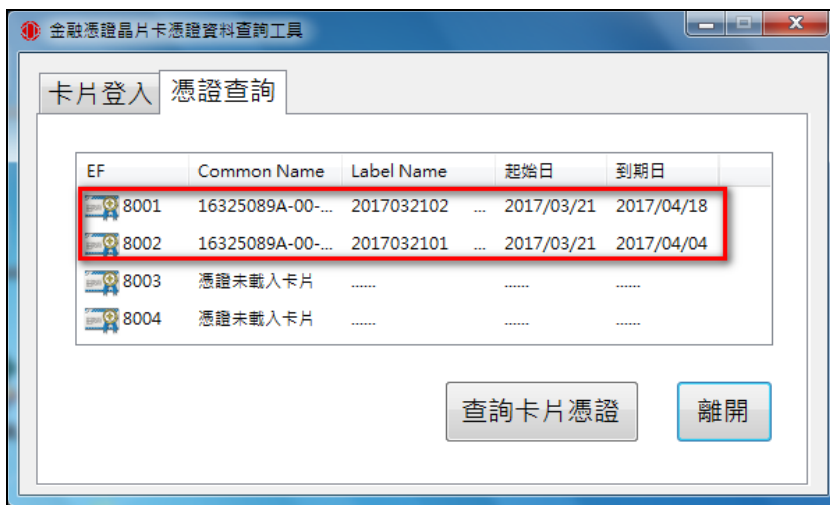 金融憑證晶片卡憑證資料查詢工具
卡片登入 憑證查詢
EF Common Name Label Name 起始日 到期日
8001 16325089A-00-... 2017032102 ... 2017/03/21 2017/04/18
8002 16325089A-00-... 2017032101 ... 2017/03/21 2017/04/04
8003 憑證未載入卡片 ...... ...... ......
8004 憑證未載入卡片 ...... ...... ......
查詢卡片憑證 離開